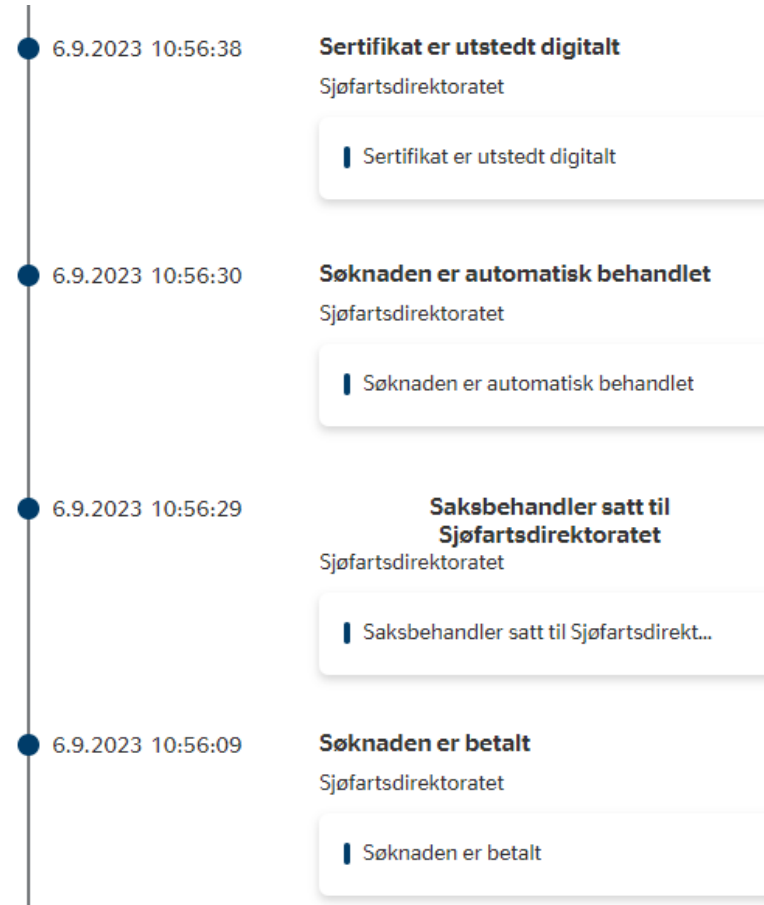 6.9.2023 10:56:38
Sertifikat er utstedt digitalt
Sjøfartsdirektoratet
Sertifikat er utstedt digitalt
6.9.2023 10:56:30
Søknaden er automatisk behandlet
Sjøfartsdirektoratet
Søknaden er automatisk behandlet
6.9.2023 10:56:29
Saksbehandler satt til
Sjøfartsdirektoratet
Sjøfartsdirektoratet
Saksbehandler satt til Sjøfartsdirekt...
6.9.2023 10:56:09
Søknaden er betalt
Sjøfartsdirektoratet
Søknaden er betalt